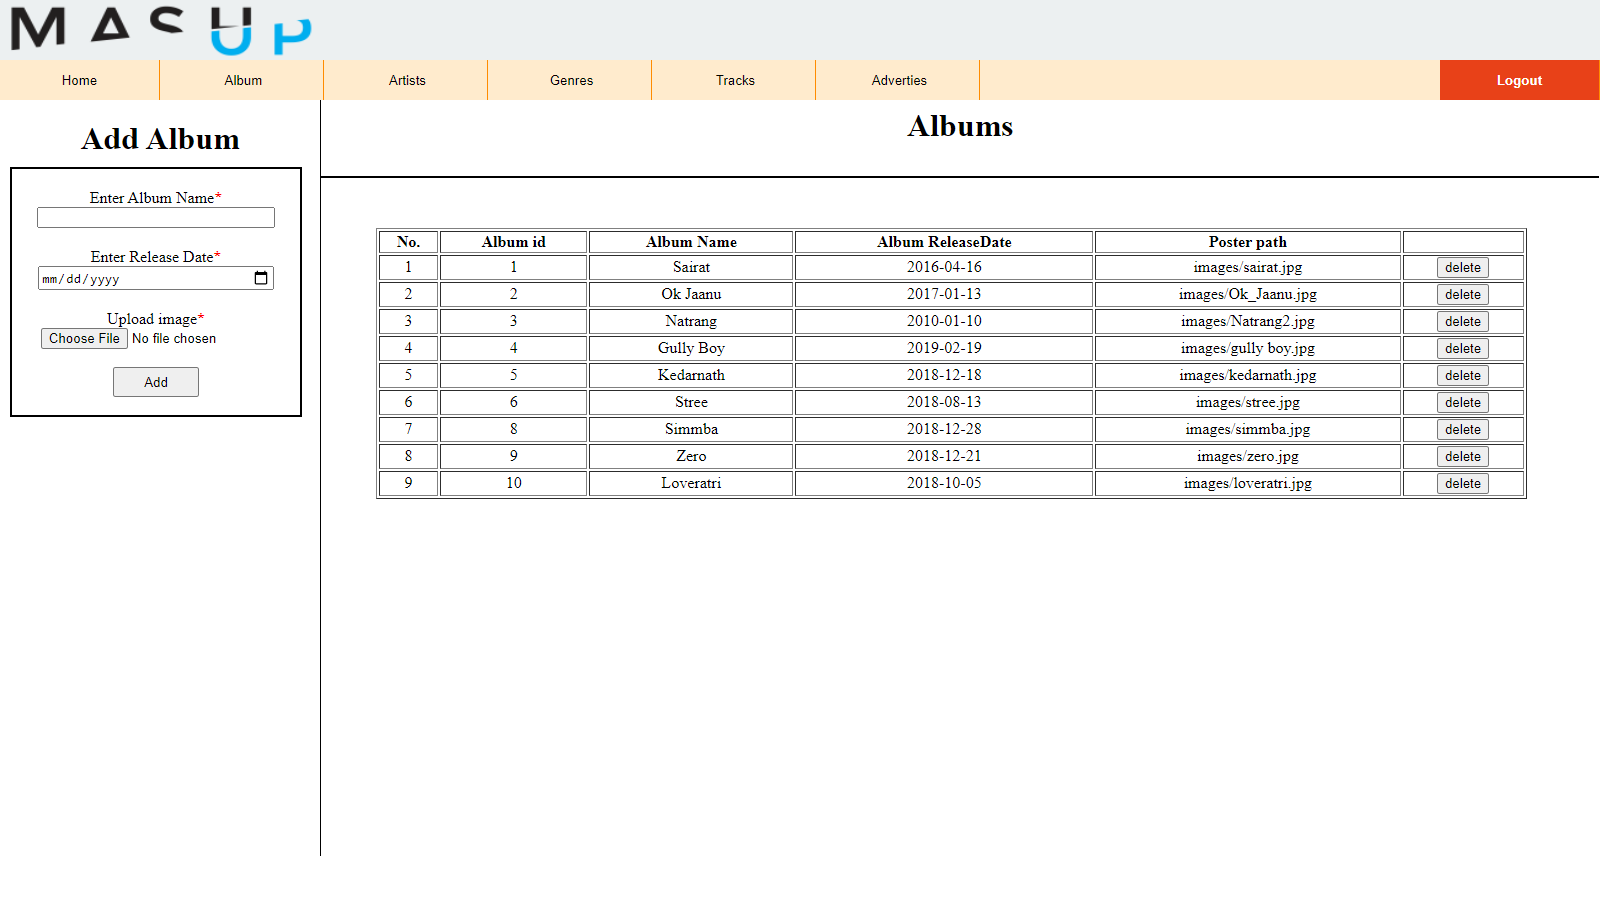 MASUP
Home Album Artists Genres Tracks Adverties Logout
Add Album
Enter Album Name*
Enter Release Date*
mm/dd/yyyy
Upload image*
Choose File No file chosen
Add
Albums
No. Album id Album Name Album ReleaseDate Poster path
1 1 Sairat 2016-04-16 images/sairat.jpg delete
2 2 Ok Jaanu 2017-01-13 images/Ok_Jaanu.jpg delete
3 3 Natrang 2010-01-10 images/Natrang2.jpg delete
4 4 Gully Boy 2019-02-19 images/gully boy.jpg delete
5 5 Kedarnath 2018-12-18 images/kedarnath.jpg delete
6 6 Stree 2018-08-13 images/stree.jpg delete
7 8 Simmba 2018-12-28 images/simmba.jpg delete
8 9 Zero 2018-12-21 images/zero.jpg delete
9 10 Loveratri 2018-10-05 images/loveratri.jpg delete